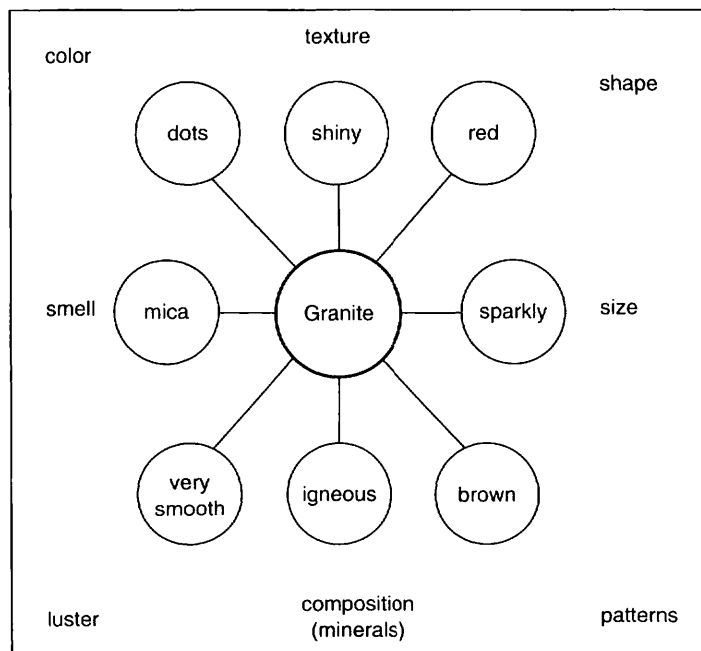 texture
color
shape
dots
shiny
red
smell
mica
Granite
sparkly
size
very
smooth
igneous
brown
luster
composition
(minerals)
patterns